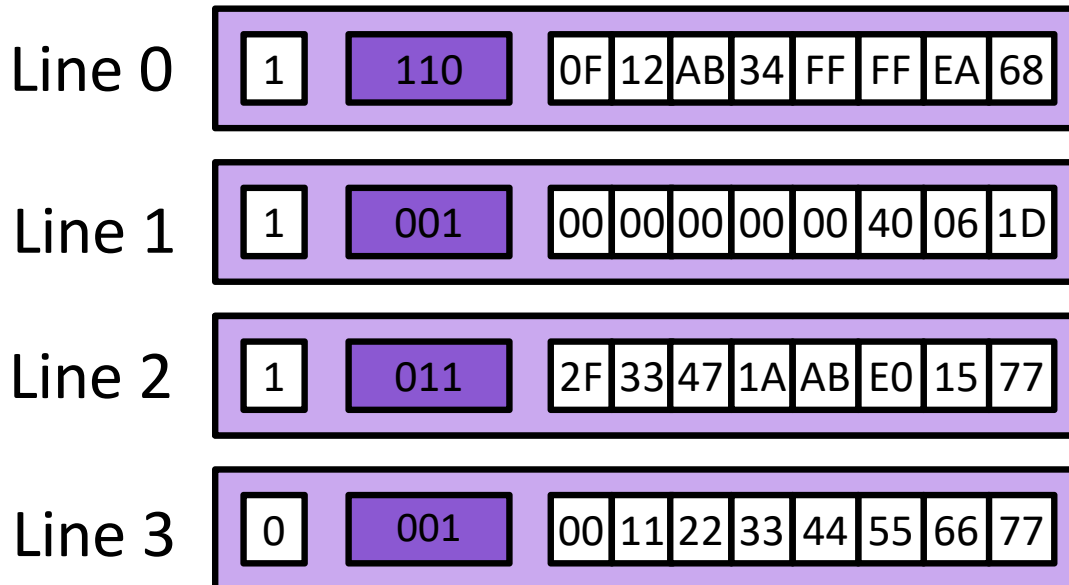 Line 0 1 110 0F 12 AB 34 FF FF EA 68
Line 1 1 001 00 00 00 00 00 40 06 1D
Line 2 1 011 2F 33 47 1A AB E0 15 77
Line 3 0 001 00 11 22 33 44 55 66 77